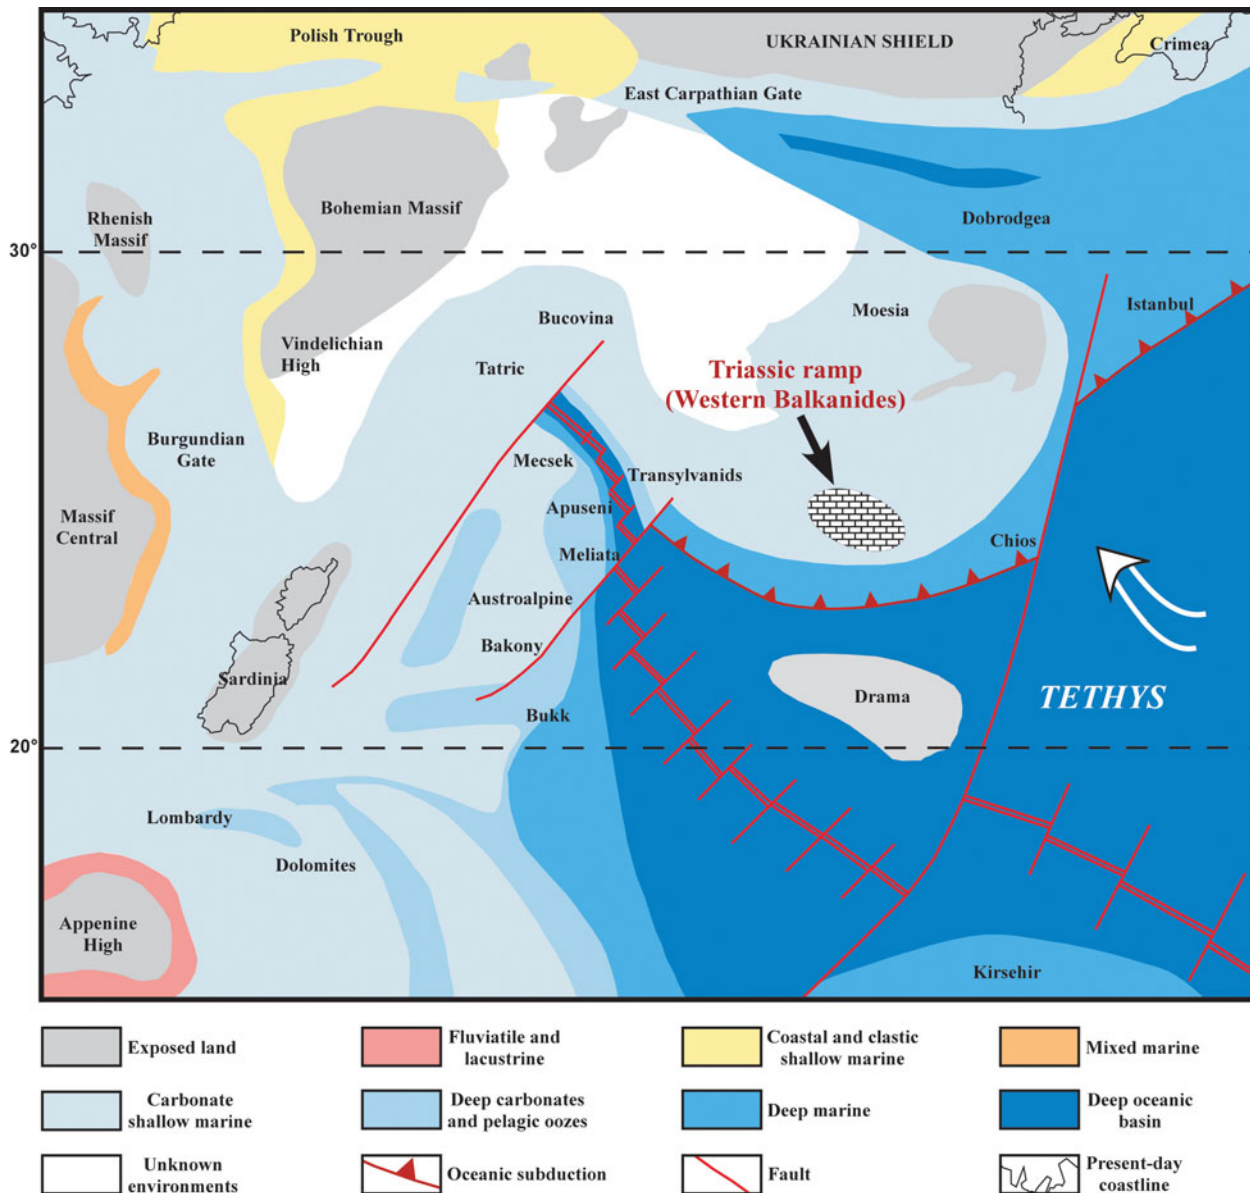 Polish Trough
UKRAINIAN SHIELD
Crimea
East Carpathian Gate
Rhenish
Massif
Bohemian Massif
Dobrodgea
30°
Bucovina
Moesia
Istanbul
Vindelichian
High
Tatric
Triassic ramp
(Western Balkanides)
Burgundian
Gate
Mecsek
Transylvanids
Massif
Central
Apuseni
Meliata
Chios
Austroalpine
Bakony
Sardinia
Drama
TETHYS
Bukk
20°
Lombardy
Dolomites
Appenine
High
Kirsehir
Exposed land
Fluviatile and
lacustrine
Coastal and clastic
shallow marine
Mixed marine
Carbonate
shallow marine
Deep carbonates
and pelagic oozes
Deep marine
Deep oceanic
basin
Unknown
environments
Oceanic subduction
Fault
Present-day
coastline